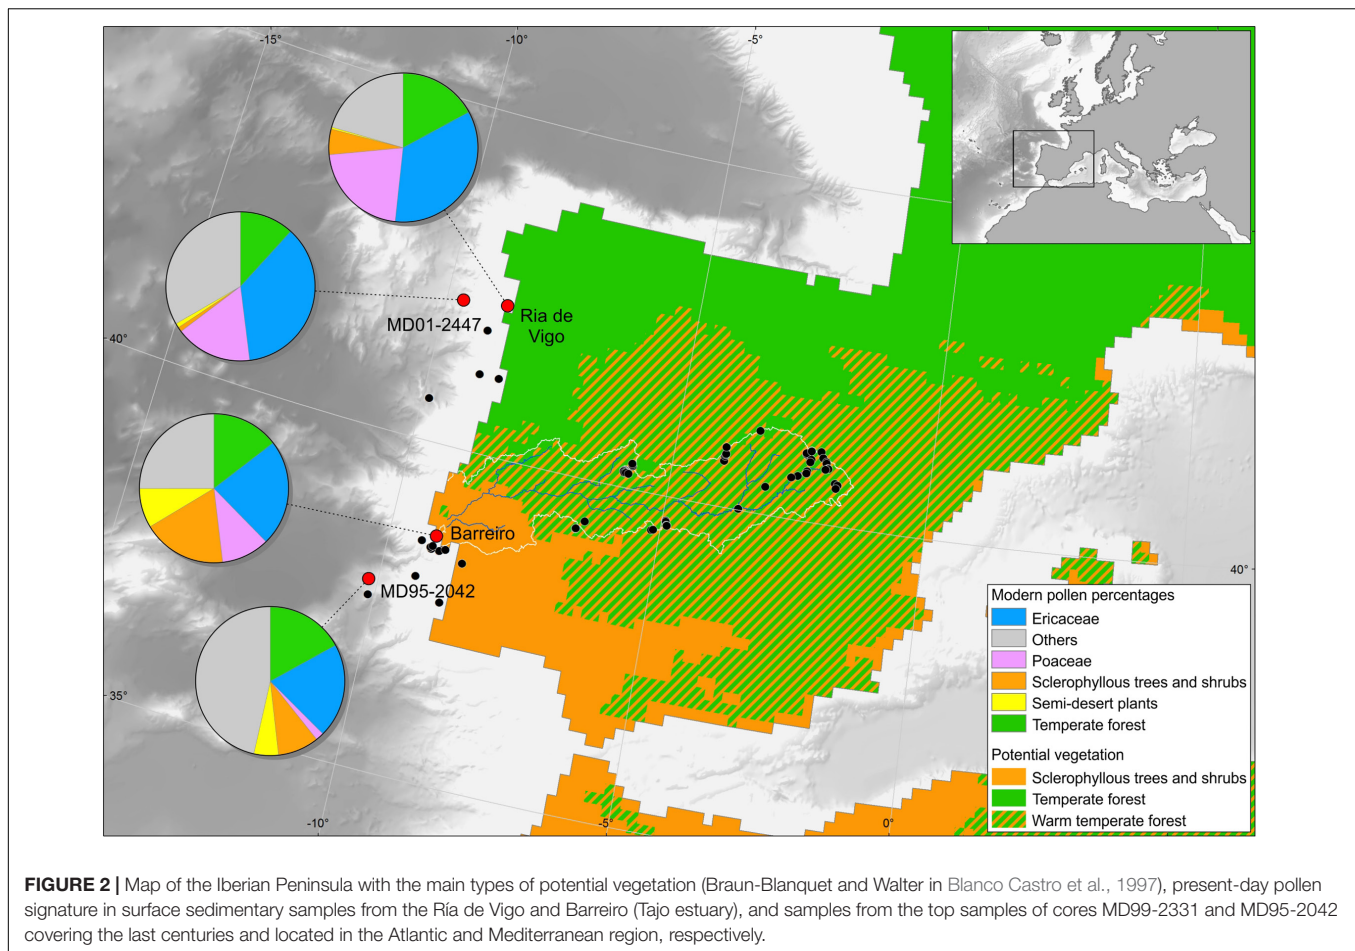 -15°
-10°
-5°
40°
35°
-10°
-5°
0°
40°
MD01-2447
Ria de
Vigo
Barreiro
MD95-2042
Modern pollen percentages
Ericaceae
Others
Poaceae
Sclerophyllous trees and shrubs
Semi-desert plants
Temperate forest
Potential vegetation
Sclerophyllous trees and shrubs
Temperate forest
Warm temperate forest
FIGURE 2 | Map of the Iberian Peninsula with the main types of potential vegetation (Braun-Blanquet and Walter in Blanco Castro et al., 1997), present-day pollen
signature in surface sedimentary samples from the Ría de Vigo and Barreiro (Tajo estuary), and samples from the top samples of cores MD99-2331 and MD95-2042
covering the last centuries and located in the Atlantic and Mediterranean region, respectively.